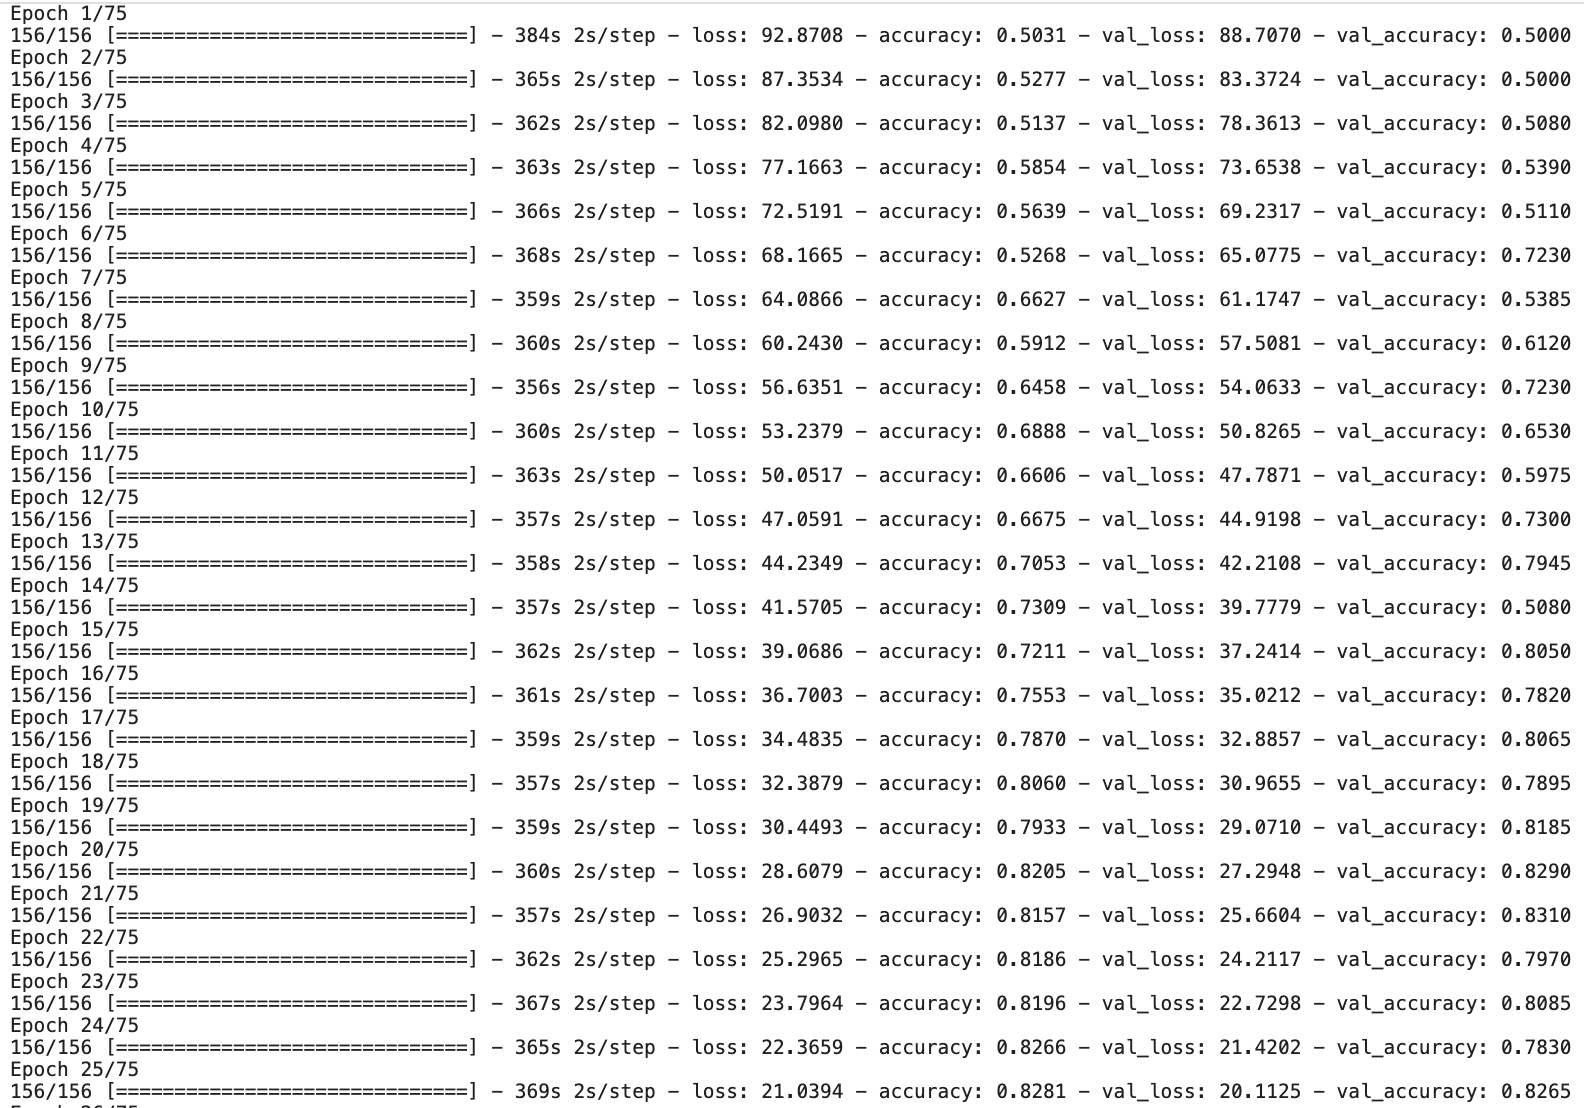 Epoch 1/75
156/156 [==============================] - 384s 2s/step - loss: 92.8708 - accuracy: 0.5031 - val_loss: 88.7070 - val_accuracy: 0.5000
Epoch 2/75
156/156 [==============================] - 365s 2s/step - loss: 87.3534 - accuracy: 0.5277 - val_loss: 83.3724 - val_accuracy: 0.5000
Epoch 3/75
156/156 [==============================] - 362s 2s/step - loss: 82.0980 - accuracy: 0.5137 - val_loss: 78.3613 - val_accuracy: 0.5080
Epoch 4/75
156/156 [==============================] - 363s 2s/step - loss: 77.1663 - accuracy: 0.5854 - val_loss: 73.6538 - val_accuracy: 0.5390
Epoch 5/75
156/156 [==============================] - 366s 2s/step - loss: 72.5191 - accuracy: 0.5639 - val_loss: 69.2317 - val_accuracy: 0.5110
Epoch 6/75
156/156 [==============================] - 368s 2s/step - loss: 68.1665 - accuracy: 0.5268 - val_loss: 65.0775 - val_accuracy: 0.7230
Epoch 7/75
156/156 [==============================] - 359s 2s/step - loss: 64.0866 - accuracy: 0.6627 - val_loss: 61.1747 - val_accuracy: 0.5385
Epoch 8/75
156/156 [==============================] - 360s 2s/step - loss: 60.2430 - accuracy: 0.5912 - val_loss: 57.5081 - val_accuracy: 0.6120
Epoch 9/75
156/156 [==============================] - 356s 2s/step - loss: 56.6351 - accuracy: 0.6458 - val_loss: 54.0633 - val_accuracy: 0.7230
Epoch 10/75
156/156 [==============================] - 360s 2s/step - loss: 53.2379 - accuracy: 0.6888 - val_loss: 50.8265 - val_accuracy: 0.6530
Epoch 11/75
156/156 [==============================] - 363s 2s/step - loss: 50.0517 - accuracy: 0.6606 - val_loss: 47.7871 - val_accuracy: 0.5975
Epoch 12/75
156/156 [==============================] - 357s 2s/step - loss: 47.0591 - accuracy: 0.6675 - val_loss: 44.9198 - val_accuracy: 0.7300
Epoch 13/75
156/156 [==============================] - 358s 2s/step - loss: 44.2349 - accuracy: 0.7053 - val_loss: 42.2108 - val_accuracy: 0.7945
Epoch 14/75
156/156 [==============================] - 357s 2s/step - loss: 41.5705 - accuracy: 0.7309 - val_loss: 39.7779 - val_accuracy: 0.5080
Epoch 15/75
156/156 [==============================] - 362s 2s/step - loss: 39.0686 - accuracy: 0.7211 - val_loss: 37.2414 - val_accuracy: 0.8050
Epoch 16/75
156/156 [==============================] - 361s 2s/step - loss: 36.7003 - accuracy: 0.7553 - val_loss: 35.0212 - val_accuracy: 0.7820
Epoch 17/75
156/156 [==============================] - 359s 2s/step - loss: 34.4835 - accuracy: 0.7870 - val_loss: 32.8857 - val_accuracy: 0.8065
Epoch 18/75
156/156 [==============================] - 357s 2s/step - loss: 32.3879 - accuracy: 0.8060 - val_loss: 30.9655 - val_accuracy: 0.7895
Epoch 19/75
156/156 [==============================] - 359s 2s/step - loss: 30.4493 - accuracy: 0.7933 - val_loss: 29.0710 - val_accuracy: 0.8185
Epoch 20/75
156/156 [==============================] - 360s 2s/step - loss: 28.6079 - accuracy: 0.8205 - val_loss: 27.2948 - val_accuracy: 0.8290
Epoch 21/75
156/156 [==============================] - 357s 2s/step - loss: 26.9032 - accuracy: 0.8157 - val_loss: 25.6604 - val_accuracy: 0.8310
Epoch 22/75
156/156 [==============================] - 362s 2s/step - loss: 25.2965 - accuracy: 0.8186 - val_loss: 24.2117 - val_accuracy: 0.7970
Epoch 23/75
156/156 [==============================] - 367s 2s/step - loss: 23.7964 - accuracy: 0.8196 - val_loss: 22.7298 - val_accuracy: 0.8085
Epoch 24/75
156/156 [==============================] - 365s 2s/step - loss: 22.3659 - accuracy: 0.8266 - val_loss: 21.4202 - val_accuracy: 0.7830
Epoch 25/75
156/156 [==============================] - 369s 2s/step - loss: 21.0394 - accuracy: 0.8281 - val_loss: 20.1125 - val_accuracy: 0.8265